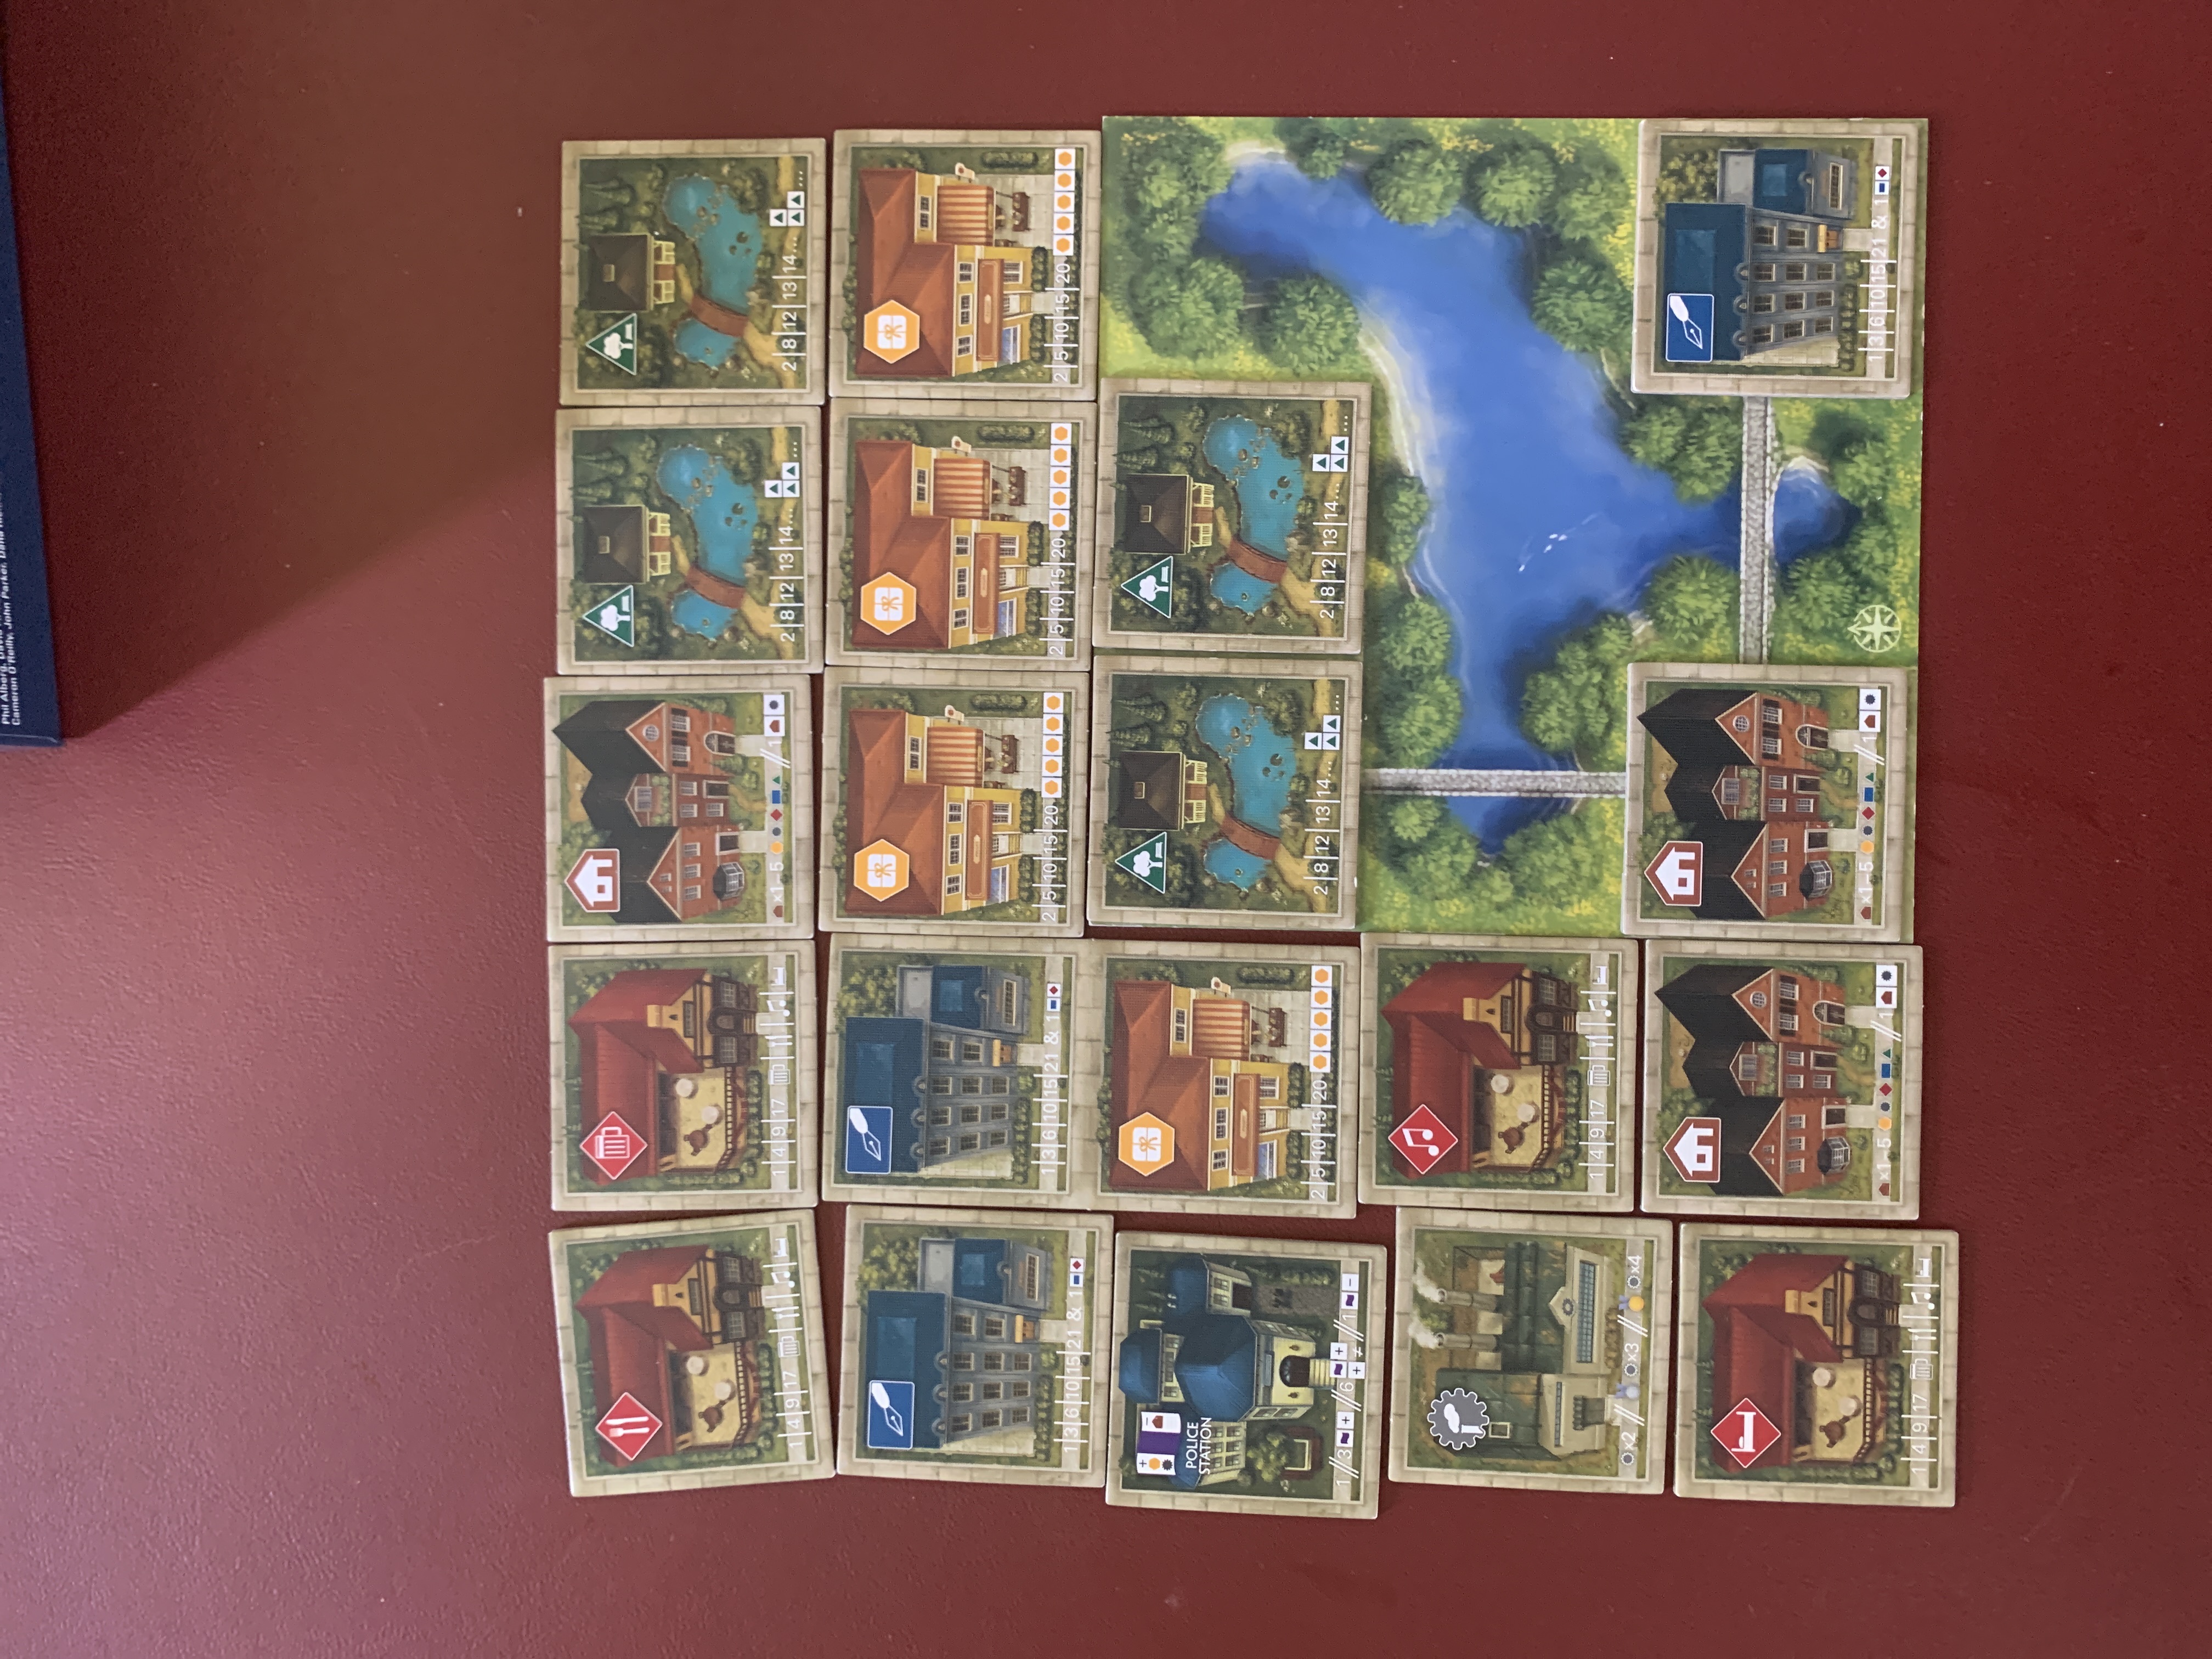 Phil Alberg, David
Cameron O'Reilly, John Parker, Dana
1 4 9 17
1 4 9 17
x1-5 // 1
2 8 12 13 14... ...
2 8 12 13 14... ...
1 3 6 10 15 21 & 1
1 3 6 10 15 21 & 1
2 5 10 15 20
2 5 10 15 20
2 5 10 15 20
+ -
POLICE
STATION
1 // 3 + // 6 + + ≠ // 1 -
2 5 10 15 20
2 8 12 13 14... ...
2 8 12 13 14... ...
x2 // x3 // x4
1 4 9 17
1 4 9 17
x1-5 // 1
x1-5 // 1
1 3 6 10 15 21 & 1